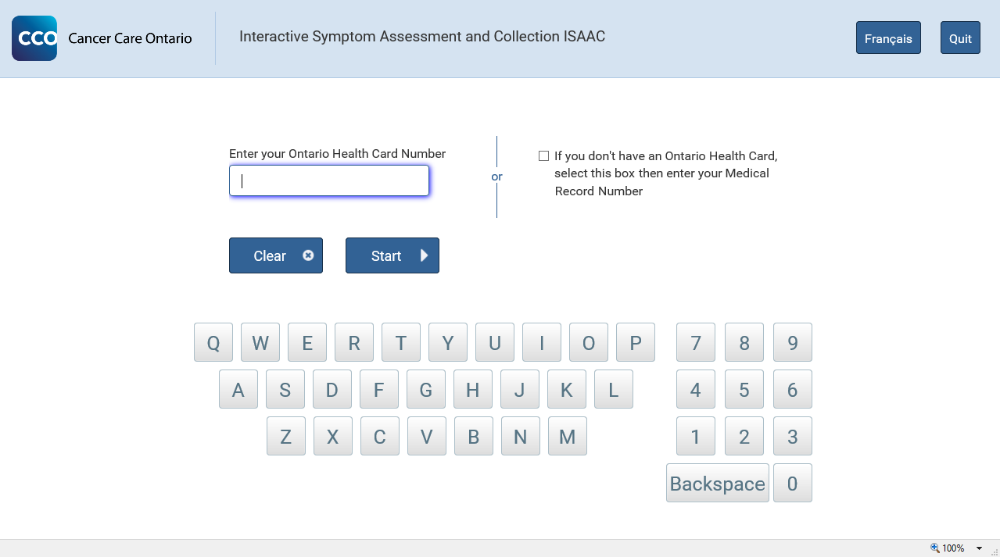 CCO Cancer Care Ontario
Interactive Symptom Assessment and Collection ISAAC
Français
Quit
Enter your Ontario Health Card Number
or
If you don't have an Ontario Health Card,
select this box then enter your Medical
Record Number
Clear
Start
Q W E R T Y U I O P 7 8 9
A S D F G H J K L 4 5 6
Z X C V B N M 1 2 3
Backspace 0
100%